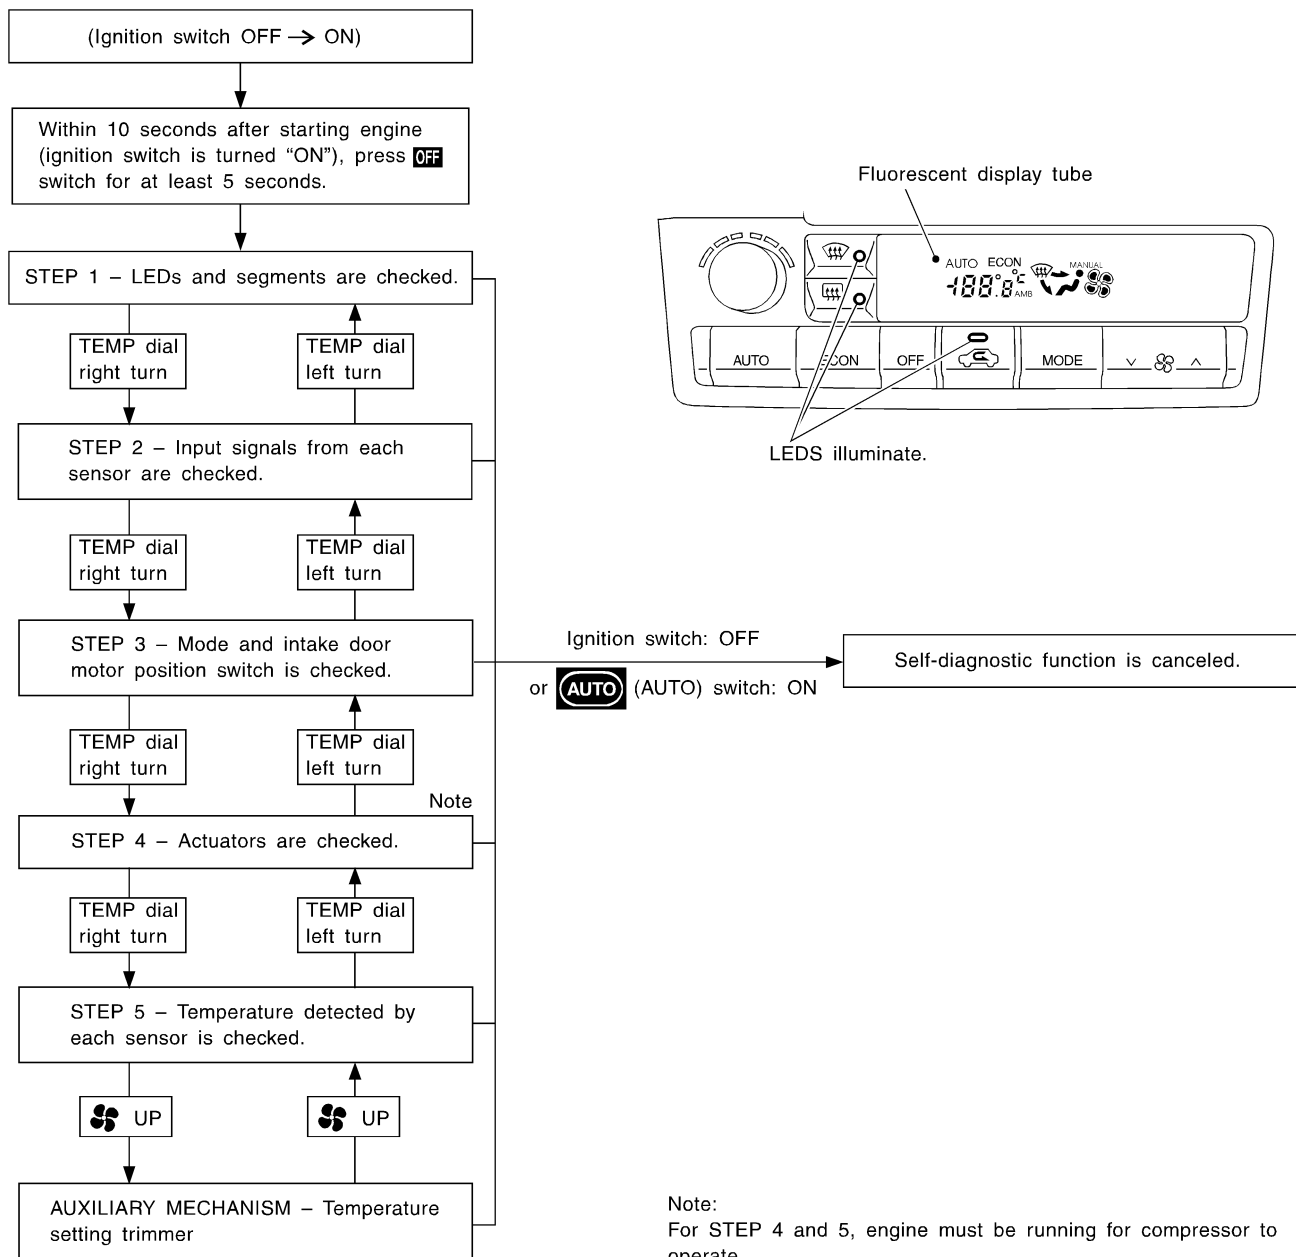 (Ignition switch OFF → ON)
Within 10 seconds after starting engine
(ignition switch is turned “ON”), press OFF
switch for at least 5 seconds.
STEP 1 – LEDs and segments are checked.
TEMP dial
right turn
TEMP dial
left turn
STEP 2 – Input signals from each
sensor are checked.
TEMP dial
right turn
TEMP dial
left turn
STEP 3 – Mode and intake door
motor position switch is checked.
TEMP dial
right turn
TEMP dial
left turn
Note
STEP 4 – Actuators are checked.
TEMP dial
right turn
TEMP dial
left turn
STEP 5 – Temperature detected by
each sensor is checked.
UP
UP
AUXILIARY MECHANISM – Temperature
setting trimmer
Ignition switch: OFF
or AUTO (AUTO) switch: ON
Self-diagnostic function is canceled.
Fluorescent display tube
AUTO ECON MANUAL
-188.8°C AMB
AUTO ECON OFF MODE
LEDS illuminate.
Note:
For STEP 4 and 5, engine must be running for compressor to
operate.